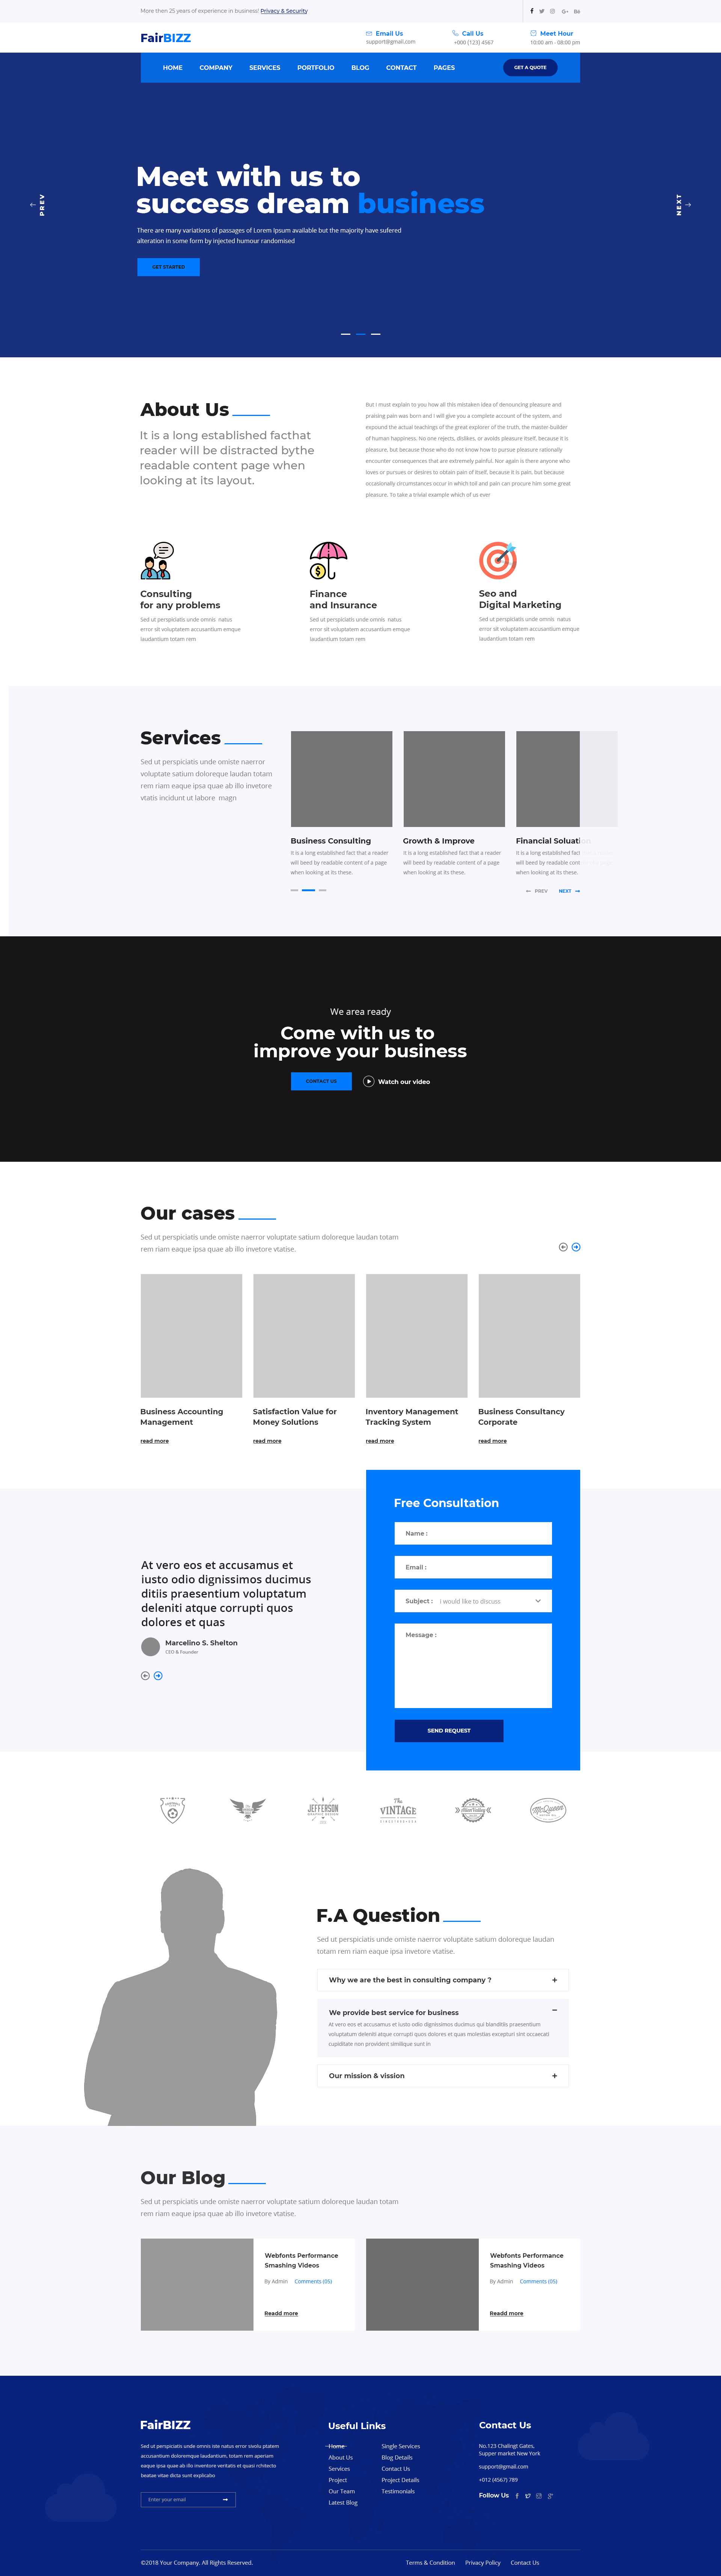 More then 25 years of experience in business! Privacy & Security
f G+ Bē
FairBIZZ
Email Us
support@gmail.com
Call Us
+000 (123) 4567
Meet Hour
10:00 am - 08:00 pm
HOME COMPANY SERVICES PORTFOLIO BLOG CONTACT PAGES
GET A QUOTE
Meet with us to
success dream business
PREV
NEXT
There are many variations of passages of Lorem Ipsum available but the majority have sufered
alteration in some form by injected humour randomised
GET STARTED
About Us
It is a long established facthat
reader will be distracted bythe
readable content page when
looking at its layout.
But I must explain to you how all this mistaken idea of denouncing pleasure and
praising pain was born and I will give you a complete account of the system, and
expound the actual teachings of the great explorer of the truth, the master builder
of human happiness. No one rejects, dislikes, or avoids pleasure itself, because it is
pleasure, but because those who do not know how to pursue pleasure rationally
encounter consequences that are extremely painful. Nor again is there anyone who
loves or pursues or desires to obtain pain of itself, because it is pain, but because
occasionally circumstances occur in which toil and pain can procure him some great
pleasure. To take a trivial example which of us ever
Consulting
for any problems
Sed ut perspiciatis unde omnis natus
error sit voluptatem accusantium emque
laudantium totam rem
Finance
and Insurance
Sed ut perspiciatis unde omnis natus
error sit voluptatem accusantium emque
laudantium totam rem
Seo and
Digital Marketing
Sed ut perspiciatis unde omnis natus
error sit voluptatem accusantium emque
laudantium totam rem
Services
Sed ut perspiciatis unde omiste naerror
voluptate satium doloreque laudan totam
rem riam eaque ipsa quae ab illo invetore
vtatis incidunt ut labore magn
Business Consulting
It is a long established fact that a reader
will beed by readable content of a page
when looking at its these.
Growth & Improve
It is a long established fact that a reader
will beed by readable content of a page
when looking at its these.
Financial Soluation
It is a long established fact
will beed by readable cont
when looking at its these.
PREV NEXT
We area ready
Come with us to
improve your business
CONTACT US
Watch our video
Our cases
Sed ut perspiciatis unde omiste naerror voluptate satium doloreque laudan totam
rem riam eaque ipsa quae ab illo invetore vtatise.
Business Accounting
Management
read more
Satisfaction Value for
Money Solutions
read more
Inventory Management
Tracking System
read more
Business Consultancy
Corporate
read more
At vero eos et accusamus et
iusto odio dignissimos ducimus
ditiis praesentium voluptatum
deleniti atque corrupti quos
dolores et quas
Marcelino S. Shelton
CEO & Founder
Free Consultation
Name :
Email :
Subject : i would like to discuss
Message :
SEND REQUEST
JEFFERSON
The
VINTAGE
McQueen
F.A Question
Sed ut perspiciatis unde omiste naerror voluptate satium doloreque laudan
totam rem riam eaque ipsa invetore vtatise.
Why we are the best in consulting company ? +
We provide best service for business −
At vero eos et accusamus et iusto odio dignissimos ducimus qui blanditiis praesentium
voluptatum deleniti atque corrupti quos dolores et quas molestias excepturi sint occaecati
cupiditate non provident similique sunt in
Our mission & vission +
Our Blog
Sed ut perspiciatis unde omiste naerror voluptate satium doloreque laudan totam
rem riam eaque ipsa quae ab illo invetore vtatise.
Webfonts Performance
Smashing Videos
By Admin Comments (05)
Readd more
Webfonts Performance
Smashing Videos
By Admin Comments (05)
Readd more
FairBIZZ
Sed ut perspiciatis unde omnis iste natus error sivolu ptatem
accusantium doloremque laudantium, totam rem aperiam
eaque ipsa quae ab illo inventore veritatis et quasi rchitecto
beatae vitae dicta sunt explicabo
Enter your email
Useful Links
Home
About Us
Services
Project
Our Team
Latest Blog
Single Services
Blog Details
Contact Us
Project Details
Testimonials
Contact Us
No.123 Chalingt Gates,
Supper market New York
support@gmail.com
+012 (4567) 789
Follow Us
©2018 Your Company. All Rights Reserved.
Terms & Condition Privacy Policy Contact Us